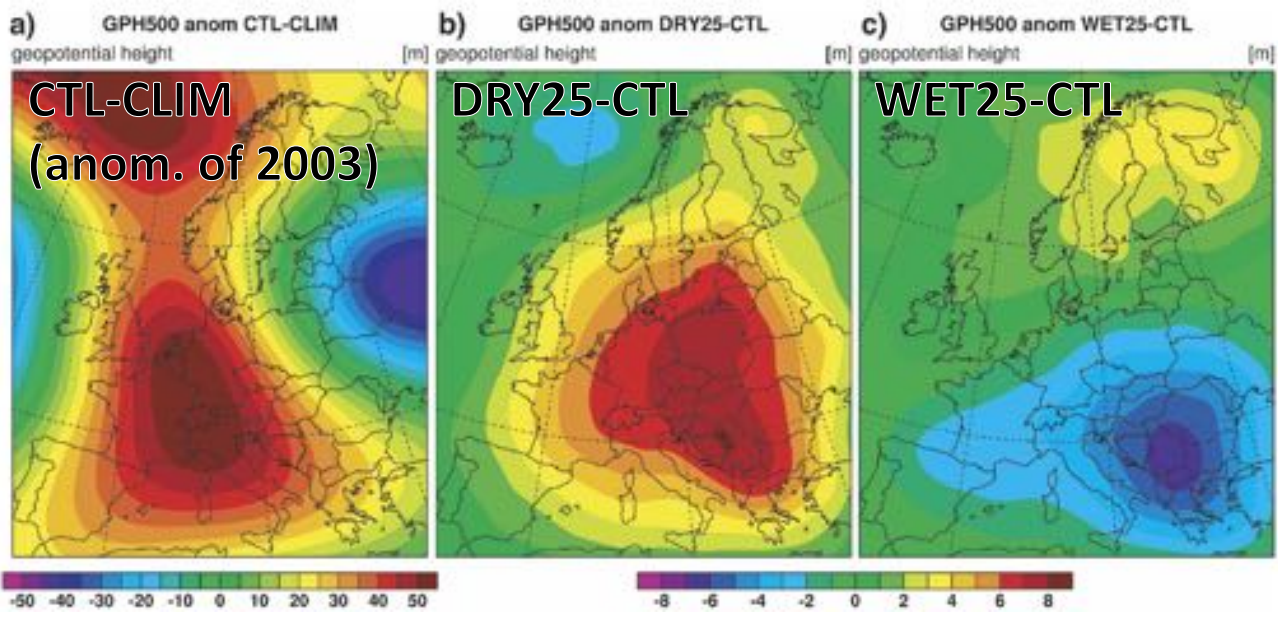 a) GPH500 anom CTL-CLIM
geopotential height [m]
CTL-CLIM
(anom. of 2003)
b) GPH500 anom DRY25-CTL
geopotential height [m]
DRY25-CTL
c) GPH500 anom WET25-CTL
geopotential height [m]
WET25-CTL
-50 -40 -30 -20 -10 0 10 20 30 40 50
-8 -6 -4 -2 0 2 4 6 8